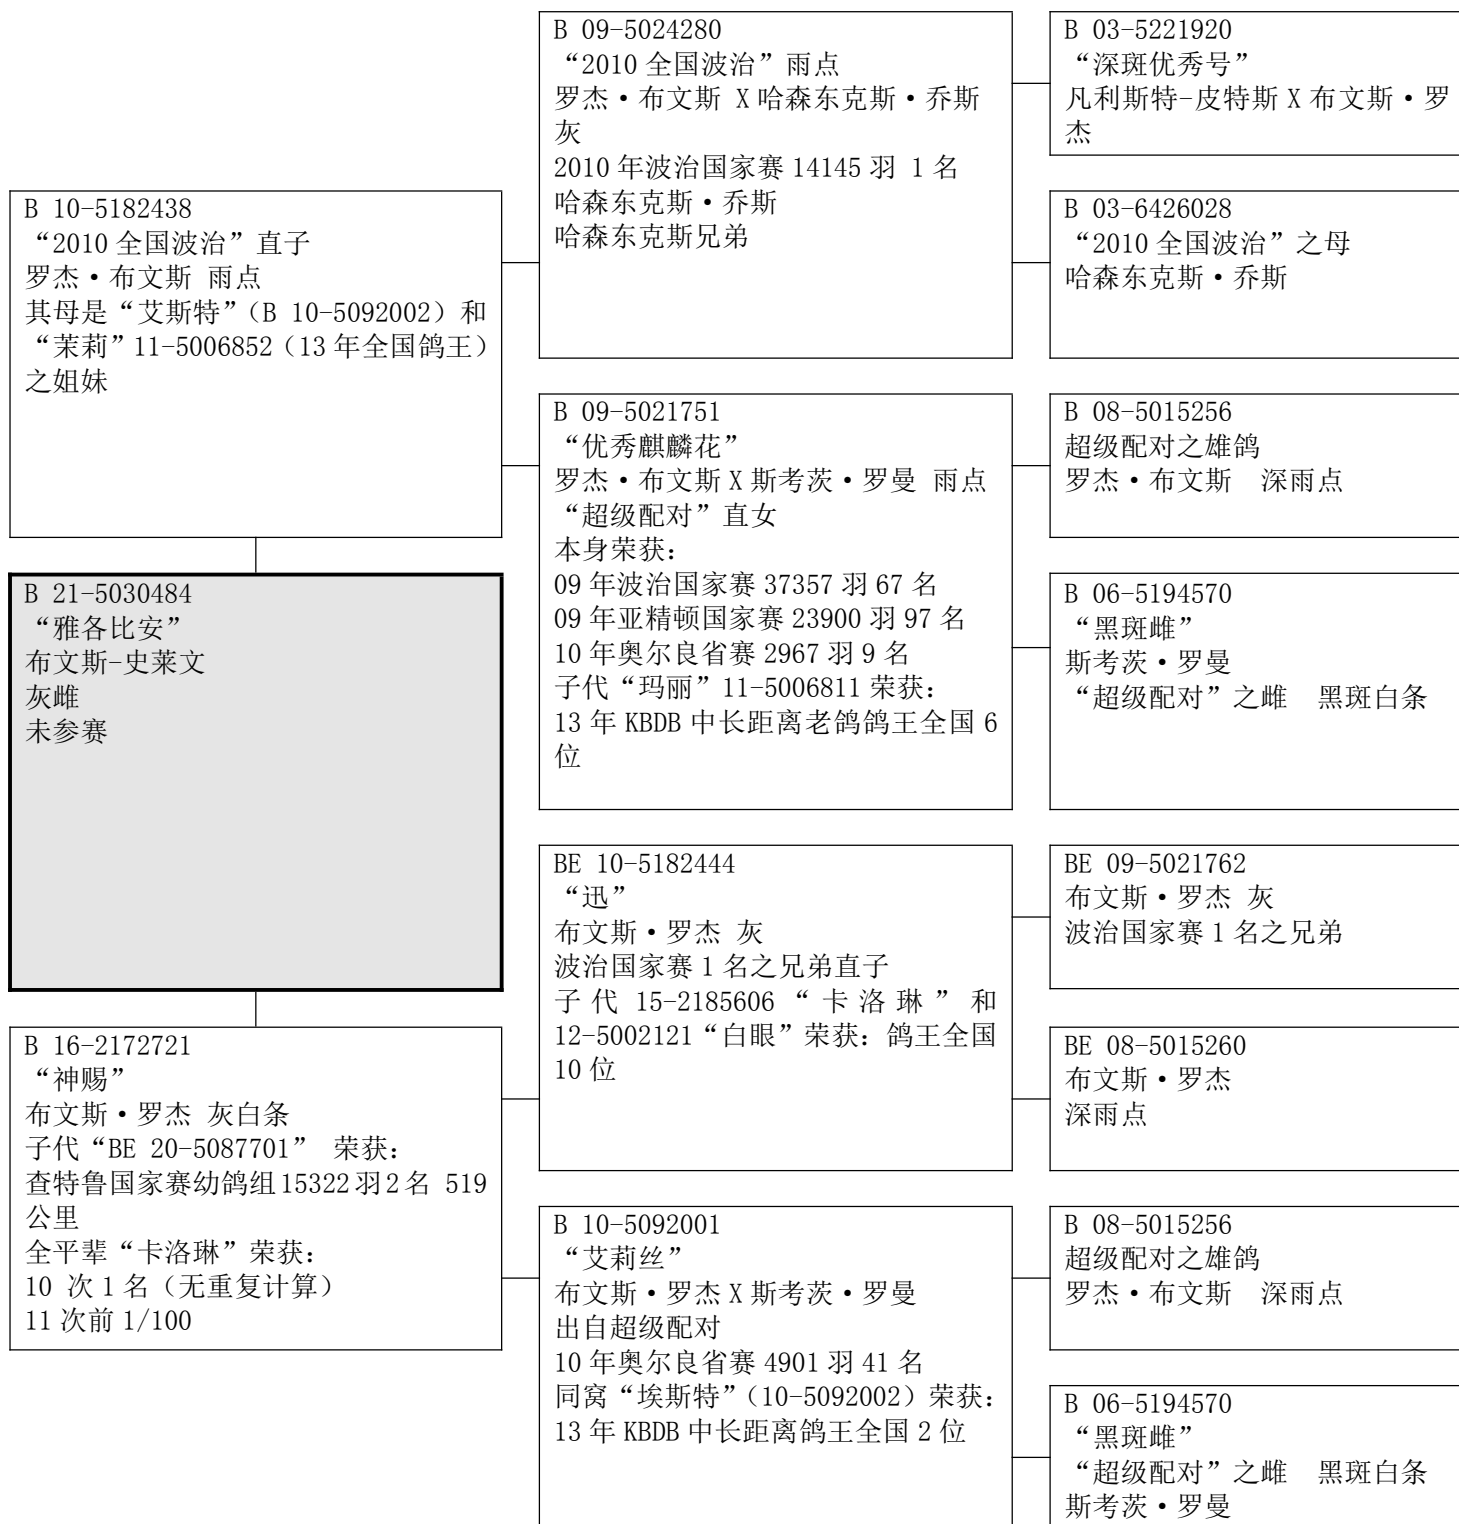 B 09-5024280
“2010 全国波治”雨点
罗杰·布文斯 X 哈森东克斯·乔斯
灰
2010 年波治国家赛 14145 羽 1 名
哈森东克斯·乔斯
哈森东克斯兄弟
B 03-5221920
“深斑优秀号”
凡利斯特-皮特斯 X 布文斯·罗
杰
B 10-5182438
“2010 全国波治”直子
罗杰·布文斯 雨点
其母是“艾斯特”（B 10-5092002）和
“茉莉”11-5006852（13 年全国鸽王）
之姐妹
B 03-6426028
“2010 全国波治”之母
哈森东克斯·乔斯
B 09-5021751
“优秀麒麟花”
罗杰·布文斯 X 斯考茨·罗曼 雨点
“超级配对”直女
本身荣获：
09 年波治国家赛 37357 羽 67 名
09 年亚精顿国家赛 23900 羽 97 名
10 年奥尔良省赛 2967 羽 9 名
子代“玛丽”11-5006811 荣获：
13 年 KBDB 中长距离老鸽鸽王全国 6
位
B 08-5015256
超级配对之雄鸽
罗杰·布文斯 深雨点
B 21-5030484
“雅各比安”
布文斯-史莱文
灰雌
未参赛
B 06-5194570
“黑斑雌”
斯考茨·罗曼
“超级配对”之雌 黑斑白条
BE 10-5182444
“迅”
布文斯·罗杰 灰
波治国家赛 1 名之兄弟直子
子代 15-2185606 “卡洛琳” 和
12-5002121“白眼”荣获：鸽王全国
10 位
BE 09-5021762
布文斯·罗杰 灰
波治国家赛 1 名之兄弟
B 16-2172721
“神赐”
布文斯·罗杰 灰白条
子代“BE 20-5087701” 荣获：
查特鲁国家赛幼鸽组 15322 羽 2 名 519
公里
全平辈“卡洛琳”荣获：
10 次 1 名（无重复计算）
11 次前 1/100
BE 08-5015260
布文斯·罗杰
深雨点
B 10-5092001
“艾莉丝”
布文斯·罗杰 X 斯考茨·罗曼
出自超级配对
10 年奥尔良省赛 4901 羽 41 名
同窝“埃斯特”（10-5092002）荣获：
13 年 KBDB 中长距离鸽王全国 2 位
B 08-5015256
超级配对之雄鸽
罗杰·布文斯 深雨点
B 06-5194570
“黑斑雌”
“超级配对”之雌 黑斑白条
斯考茨·罗曼